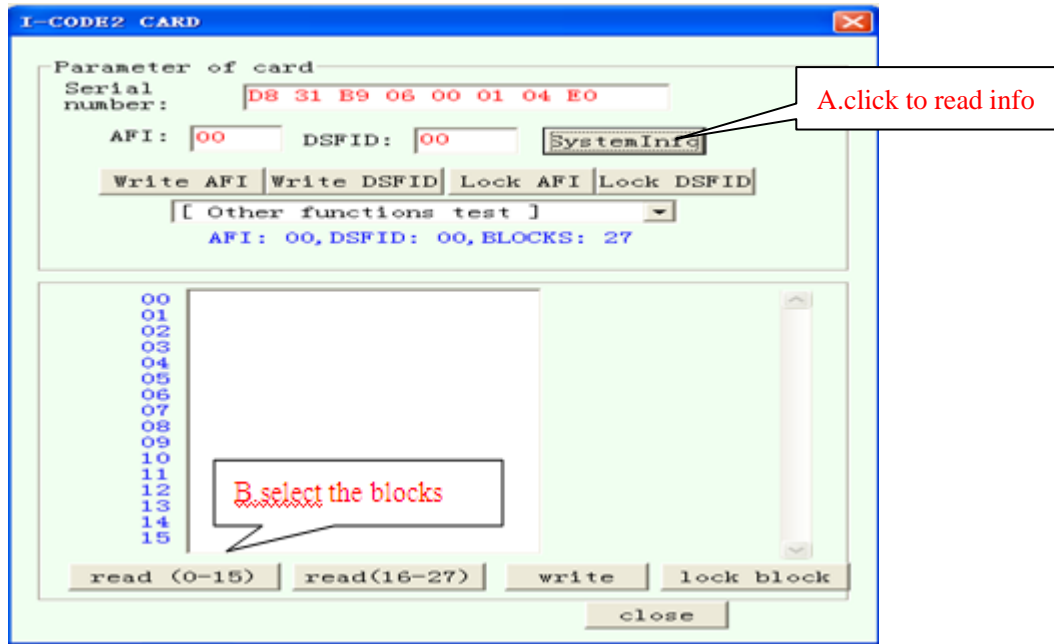 I-CODE2 CARD
Parameter of card
Serial number: D8 31 B9 06 00 01 04 E0
A.click to read info
AFI: 00 DSFID: 00 SystemInfo
Write AFI Write DSFID Lock AFI Lock DSFID
[ Other functions test ]
AFI: 00,DSFID: 00,BLOCKS: 27
00
01
02
03
04
05
06
07
08
09
10
11
12
13
14
15
B.select the blocks
read (0-15) read(16-27) write lock block
close